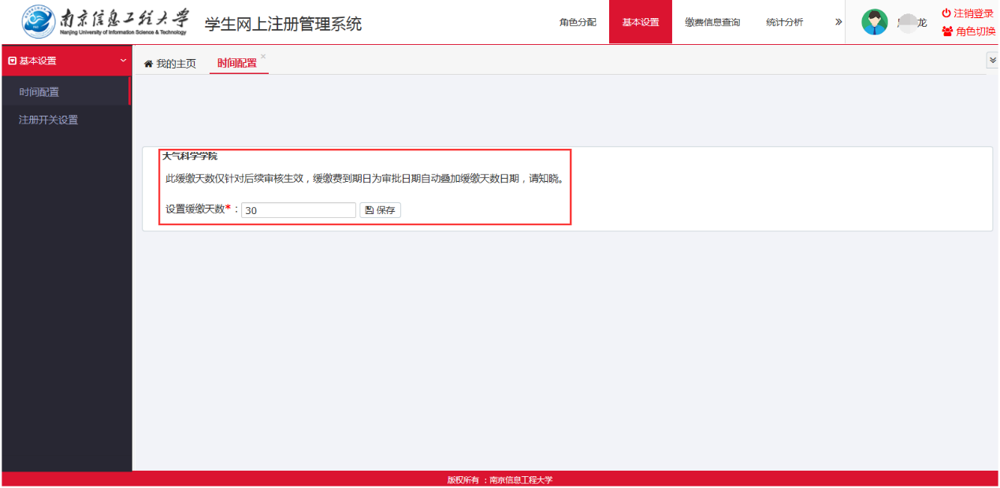 南京信息工程大学
Nanjing University of Information Science & Technology
学生网上注册管理系统
角色分配
基本设置
缴费信息查询
统计分析
»
龙
注销登录
角色切换
基本设置
我的主页
时间配置
时间配置
注册开关设置
大气科学学院
此缓缴天数仅针对后续审核生效，缓缴费到期日为审批日期自动叠加缓缴天数日期，请知晓。
设置缓缴天数*：30 保存
版权所有 ：南京信息工程大学